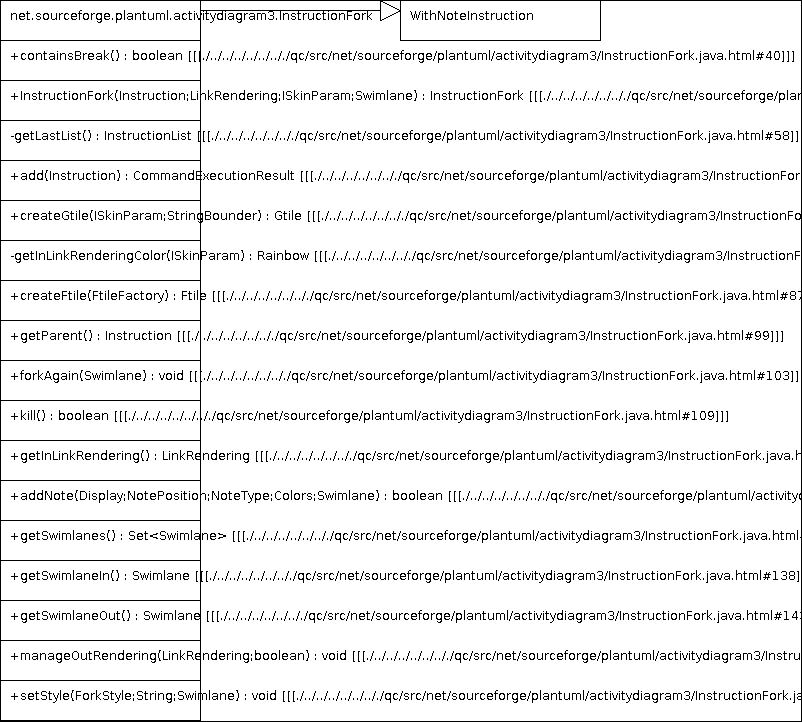 net.sourceforge.plantuml.activitydiagram3.InstructionFork
WithNoteInstruction
+containsBreak() : boolean [[[./../../../../../../qc/src/net/sourceforge/plantuml/activitydiagram3/InstructionFork.java.html#40]]]
+InstructionFork(Instruction;LinkRendering;ISkinParam;Swimlane) : InstructionFork [[[./../../../../../../qc/src/net/sourceforge/plan
-getLastList() : InstructionList [[[./../../../../../../qc/src/net/sourceforge/plantuml/activitydiagram3/InstructionFork.java.html#58]]]
+add(Instruction) : CommandExecutionResult [[[./../../../../../../qc/src/net/sourceforge/plantuml/activitydiagram3/InstructionFor
+createGtile(ISkinParam;StringBounder) : Gtile [[[./../../../../../../qc/src/net/sourceforge/plantuml/activitydiagram3/InstructionFo
-getInLinkRenderingColor(ISkinParam) : Rainbow [[[./../../../../../../qc/src/net/sourceforge/plantuml/activitydiagram3/InstructionF
+createFtile(FtileFactory) : Ftile [[[./../../../../../../qc/src/net/sourceforge/plantuml/activitydiagram3/InstructionFork.java.html#87
+getParent() : Instruction [[[./../../../../../../qc/src/net/sourceforge/plantuml/activitydiagram3/InstructionFork.java.html#99]]]
+forkAgain(Swimlane) : void [[[./../../../../../../qc/src/net/sourceforge/plantuml/activitydiagram3/InstructionFork.java.html#103]]]
+kill() : boolean [[[./../../../../../../qc/src/net/sourceforge/plantuml/activitydiagram3/InstructionFork.java.html#109]]]
+getInLinkRendering() : LinkRendering [[[./../../../../../../qc/src/net/sourceforge/plantuml/activitydiagram3/InstructionFork.java.h
+addNote(Display;NotePosition;NoteType;Colors;Swimlane) : boolean [[[./../../../../../../qc/src/net/sourceforge/plantuml/activity
+getSwimlanes() : Set<Swimlane> [[[./../../../../../../qc/src/net/sourceforge/plantuml/activitydiagram3/InstructionFork.java.html
+getSwimlaneIn() : Swimlane [[[./../../../../../../qc/src/net/sourceforge/plantuml/activitydiagram3/InstructionFork.java.html#138]
+getSwimlaneOut() : Swimlane [[[./../../../../../../qc/src/net/sourceforge/plantuml/activitydiagram3/InstructionFork.java.html#14
+manageOutRendering(LinkRendering;boolean) : void [[[./../../../../../../qc/src/net/sourceforge/plantuml/activitydiagram3/Instru
+setStyle(ForkStyle;String;Swimlane) : void [[[./../../../../../../qc/src/net/sourceforge/plantuml/activitydiagram3/InstructionFork.ja